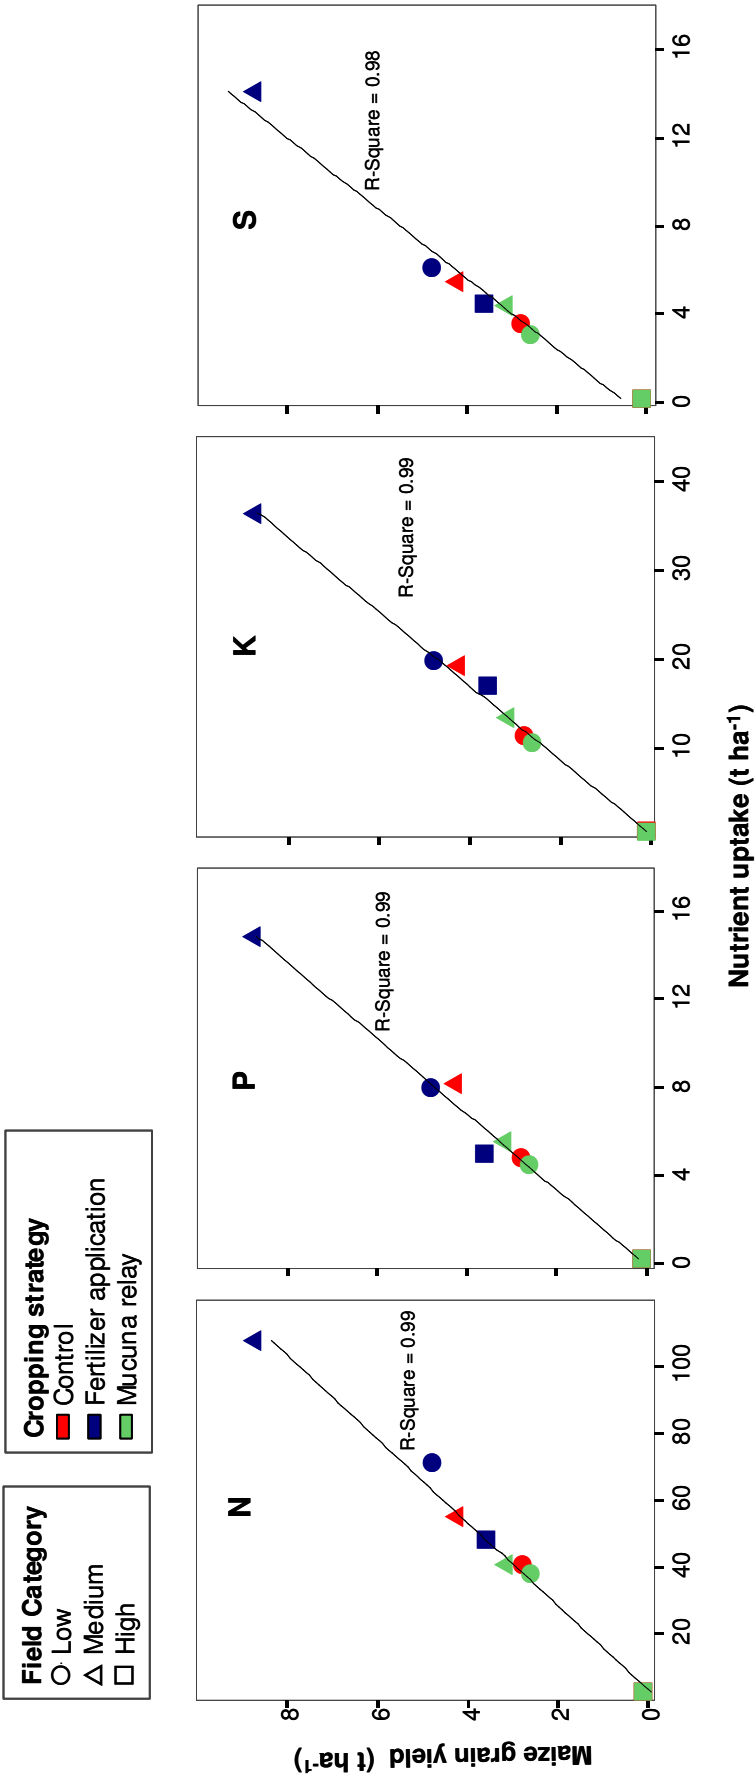 Field Category
Low
Medium
High
Cropping strategy
Control
Fertilizer application
Mucuna relay
N
R-Square = 0.99
P
R-Square = 0.99
K
R-Square = 0.99
S
R-Square = 0.98
Maize grain yield (t ha-1)
8
6
4
2
0
20
40
60
80
100
0
4
8
12
16
10
20
30
40
0
4
8
12
16
Nutrient uptake (t ha-1)